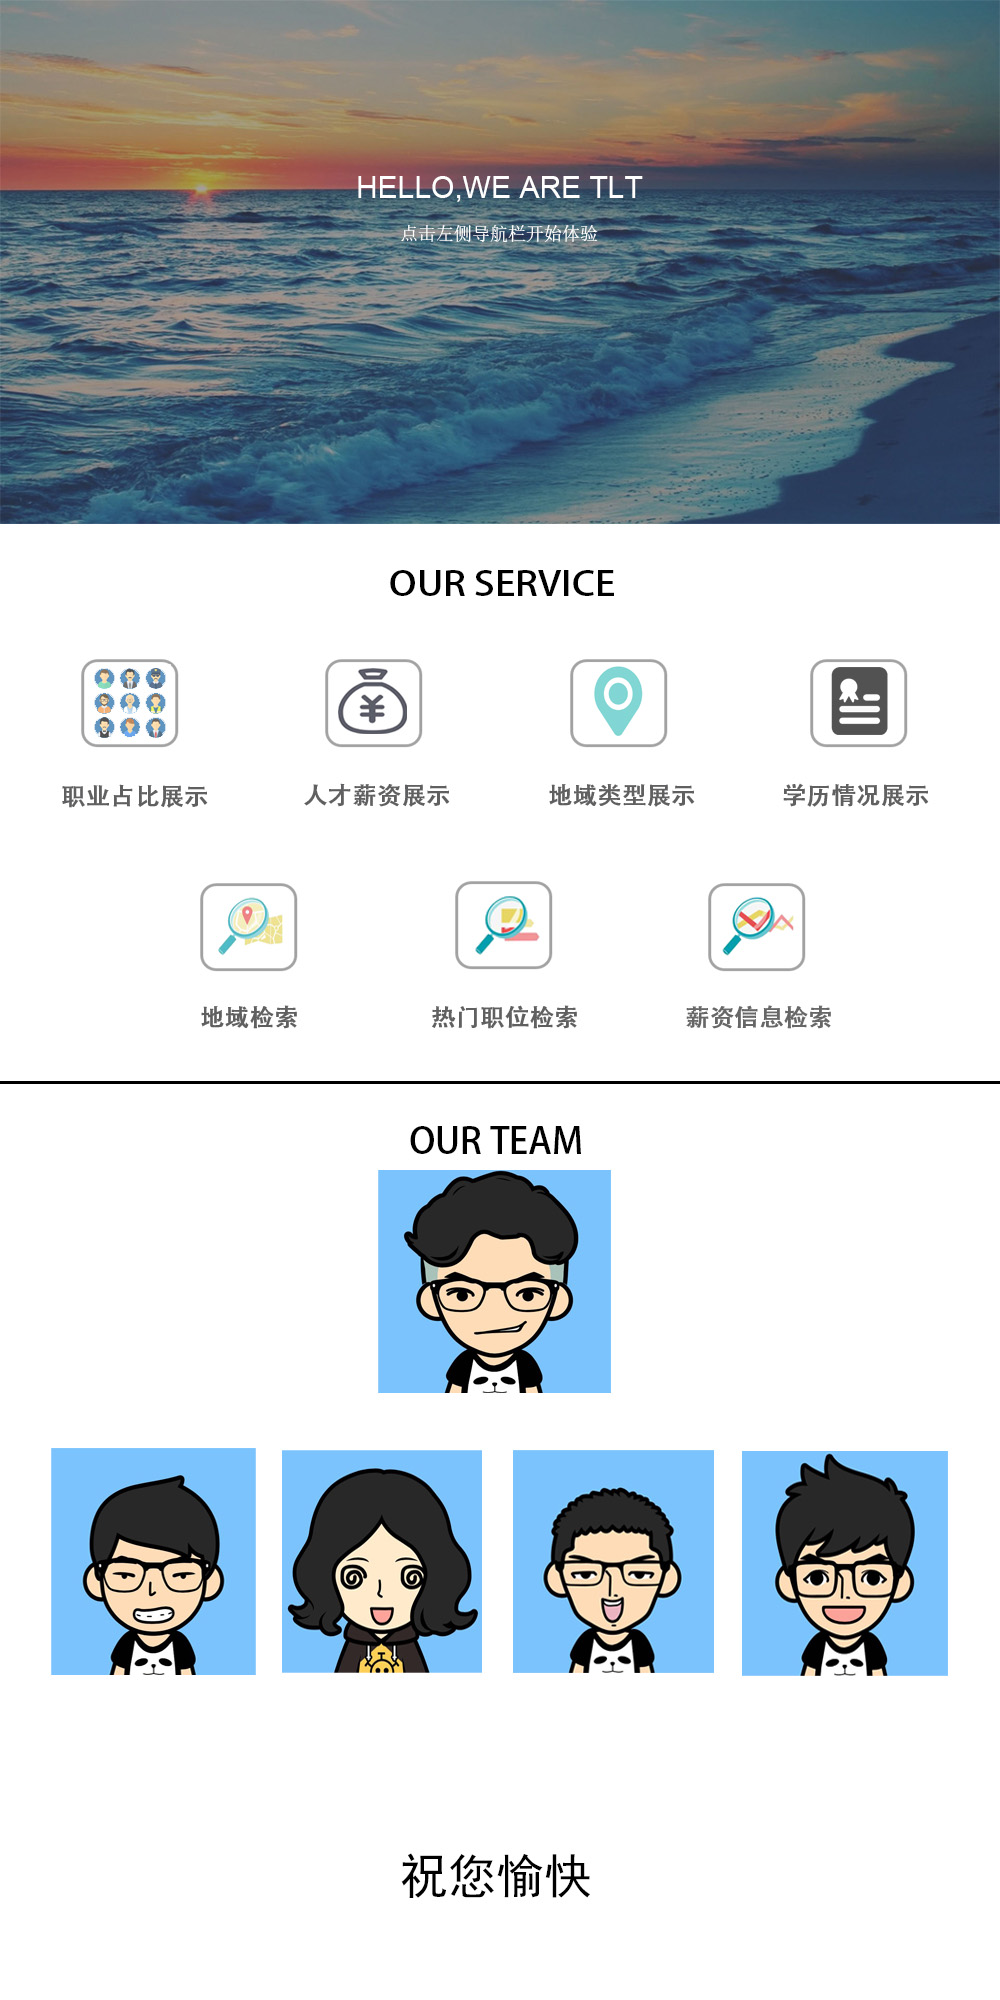 HELLO,WE ARE TLT
点击左侧导航栏开始体验
OUR SERVICE
职业占比展示
人才薪资展示
地域类型展示
学历情况展示
地域检索
热门职位检索
薪资信息检索
OUR TEAM
祝您愉快